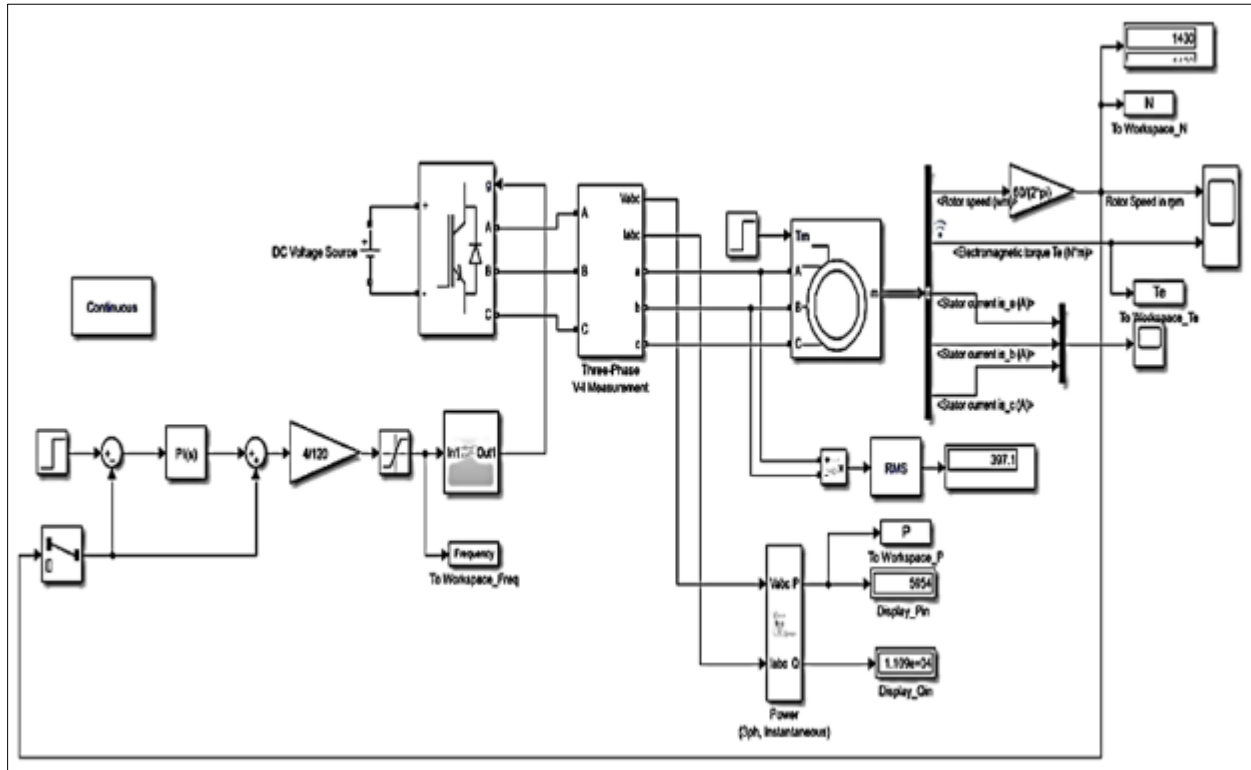 1430
N
To Workspace_N
g
A
B
C
DC Voltage Source
Continuous
Vabc
Iabc
A
a
B
b
C
c
Three-Phase
V-I Measurement
Tm
A
B
C
m
<Rotor speed (wm)>
60/(2*pi)
Rotor Speed in rpm
<Electromagnetic torque Te (N*m)>
Te
To Workspace_Te
<Stator current is_a (A)>
<Stator current is_b (A)>
<Stator current is_c (A)>
PI(s)
4/120
In1
Out1
Frequency
To Workspace_Freq
RMS
397.1
P
To Workspace_P
Vabc P
5654
Display_Pin
Iabc Q
1.109e+04
Display_Qin
Power
(3ph, Instantaneous)